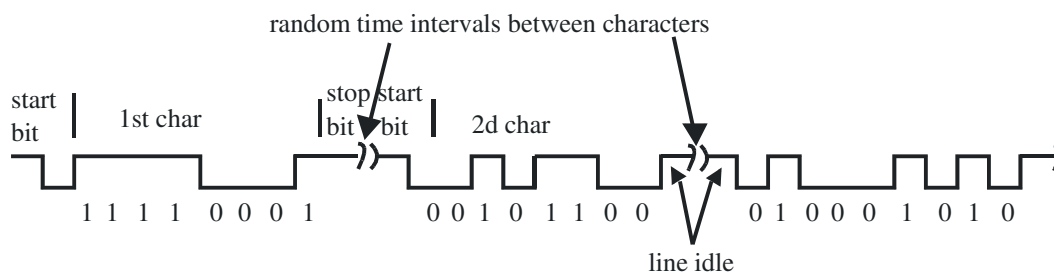 random time intervals between characters
start
bit
1st char
stop start
bit bit
2d char
1 1 1 1 0 0 0 1
0 0 1 0 1 1 0 0
0 1 0 0 0 1 0 1 0
line idle